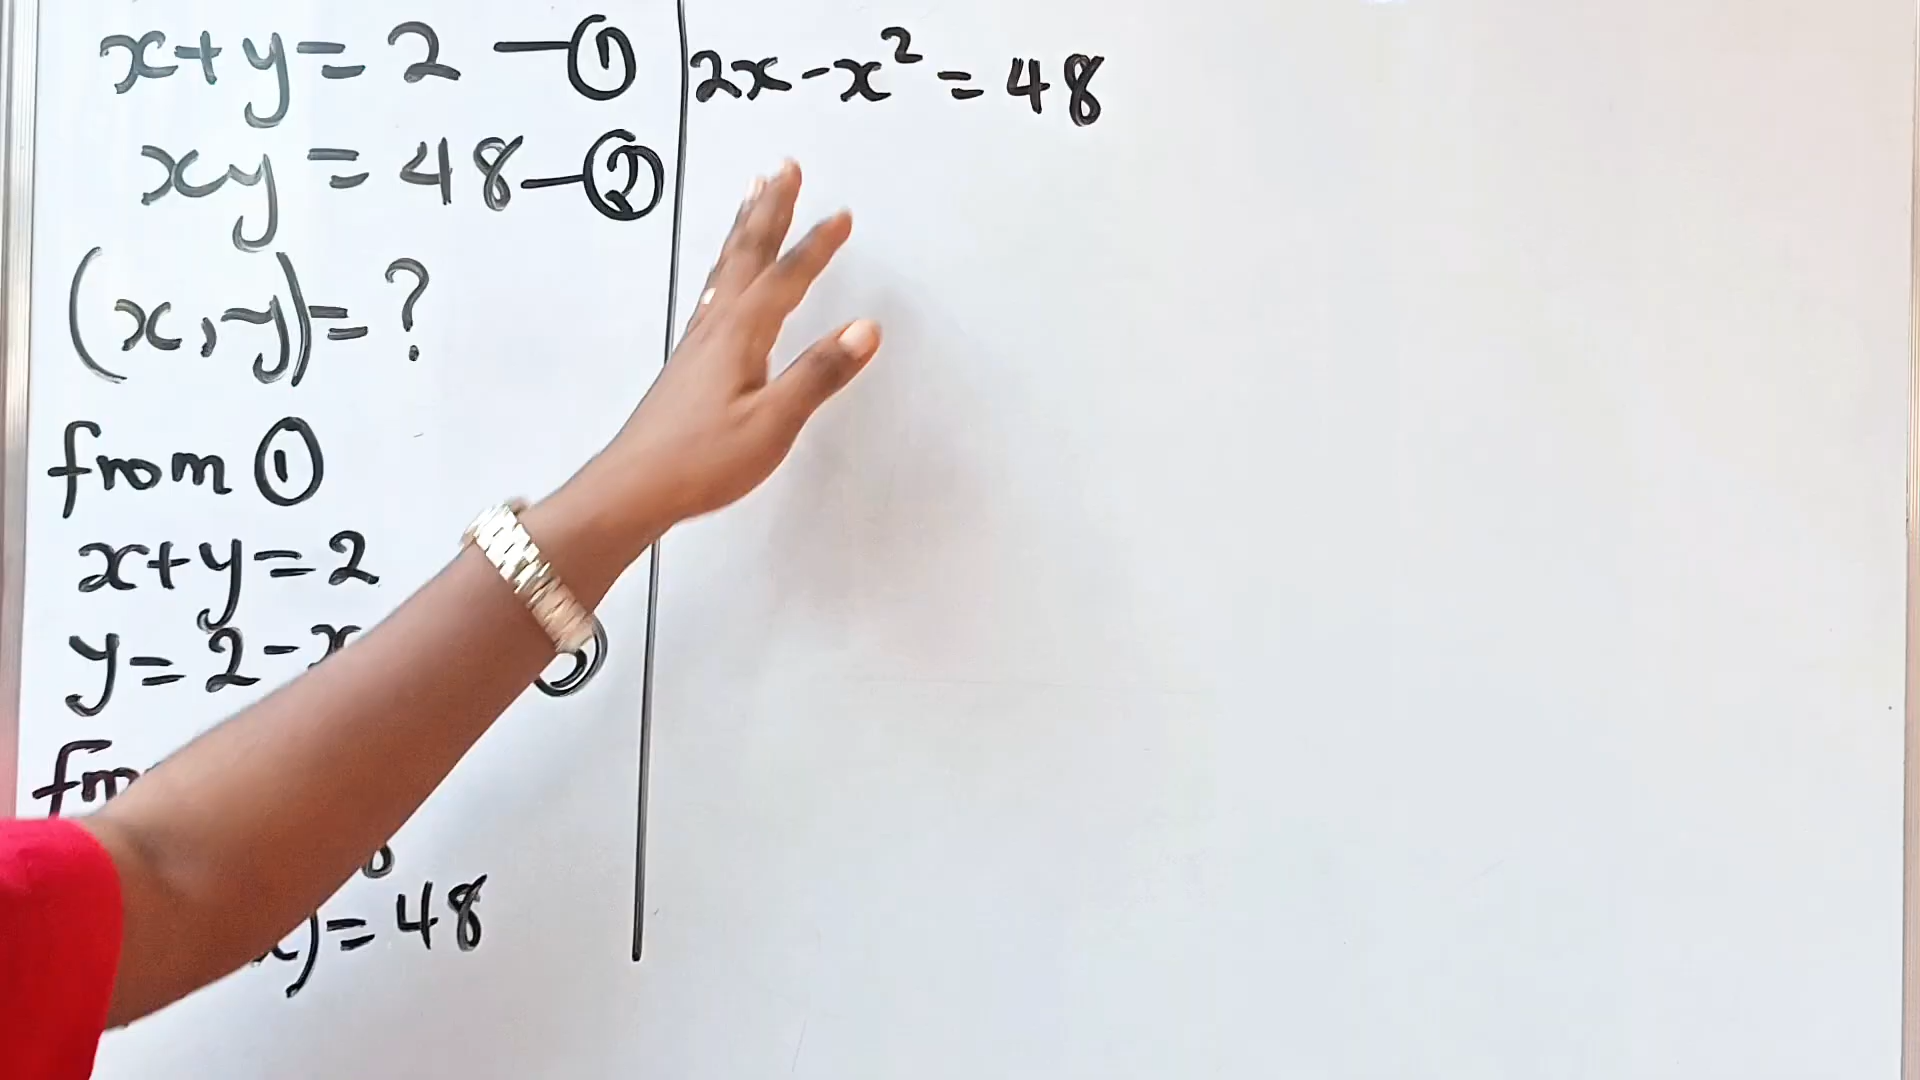 x+y=2 —①
xy=48—②
(x,y)=?
from ①
x+y=2
y=2-x
)=48
2x-x²=48